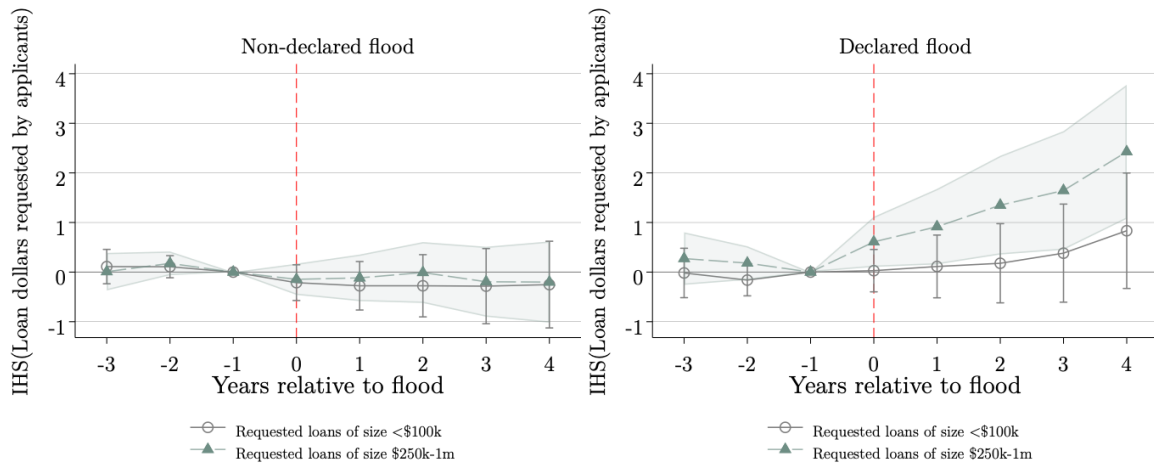 Non-declared flood
IHS(Loan dollars requested by applicants)
4
3
2
1
0
-1
-3 -2 -1 0 1 2 3 4
Years relative to flood
Requested loans of size <$100k
Requested loans of size $250k-1m
Declared flood
IHS(Loan dollars requested by applicants)
4
3
2
1
0
-1
-3 -2 -1 0 1 2 3 4
Years relative to flood
Requested loans of size <$100k
Requested loans of size $250k-1m